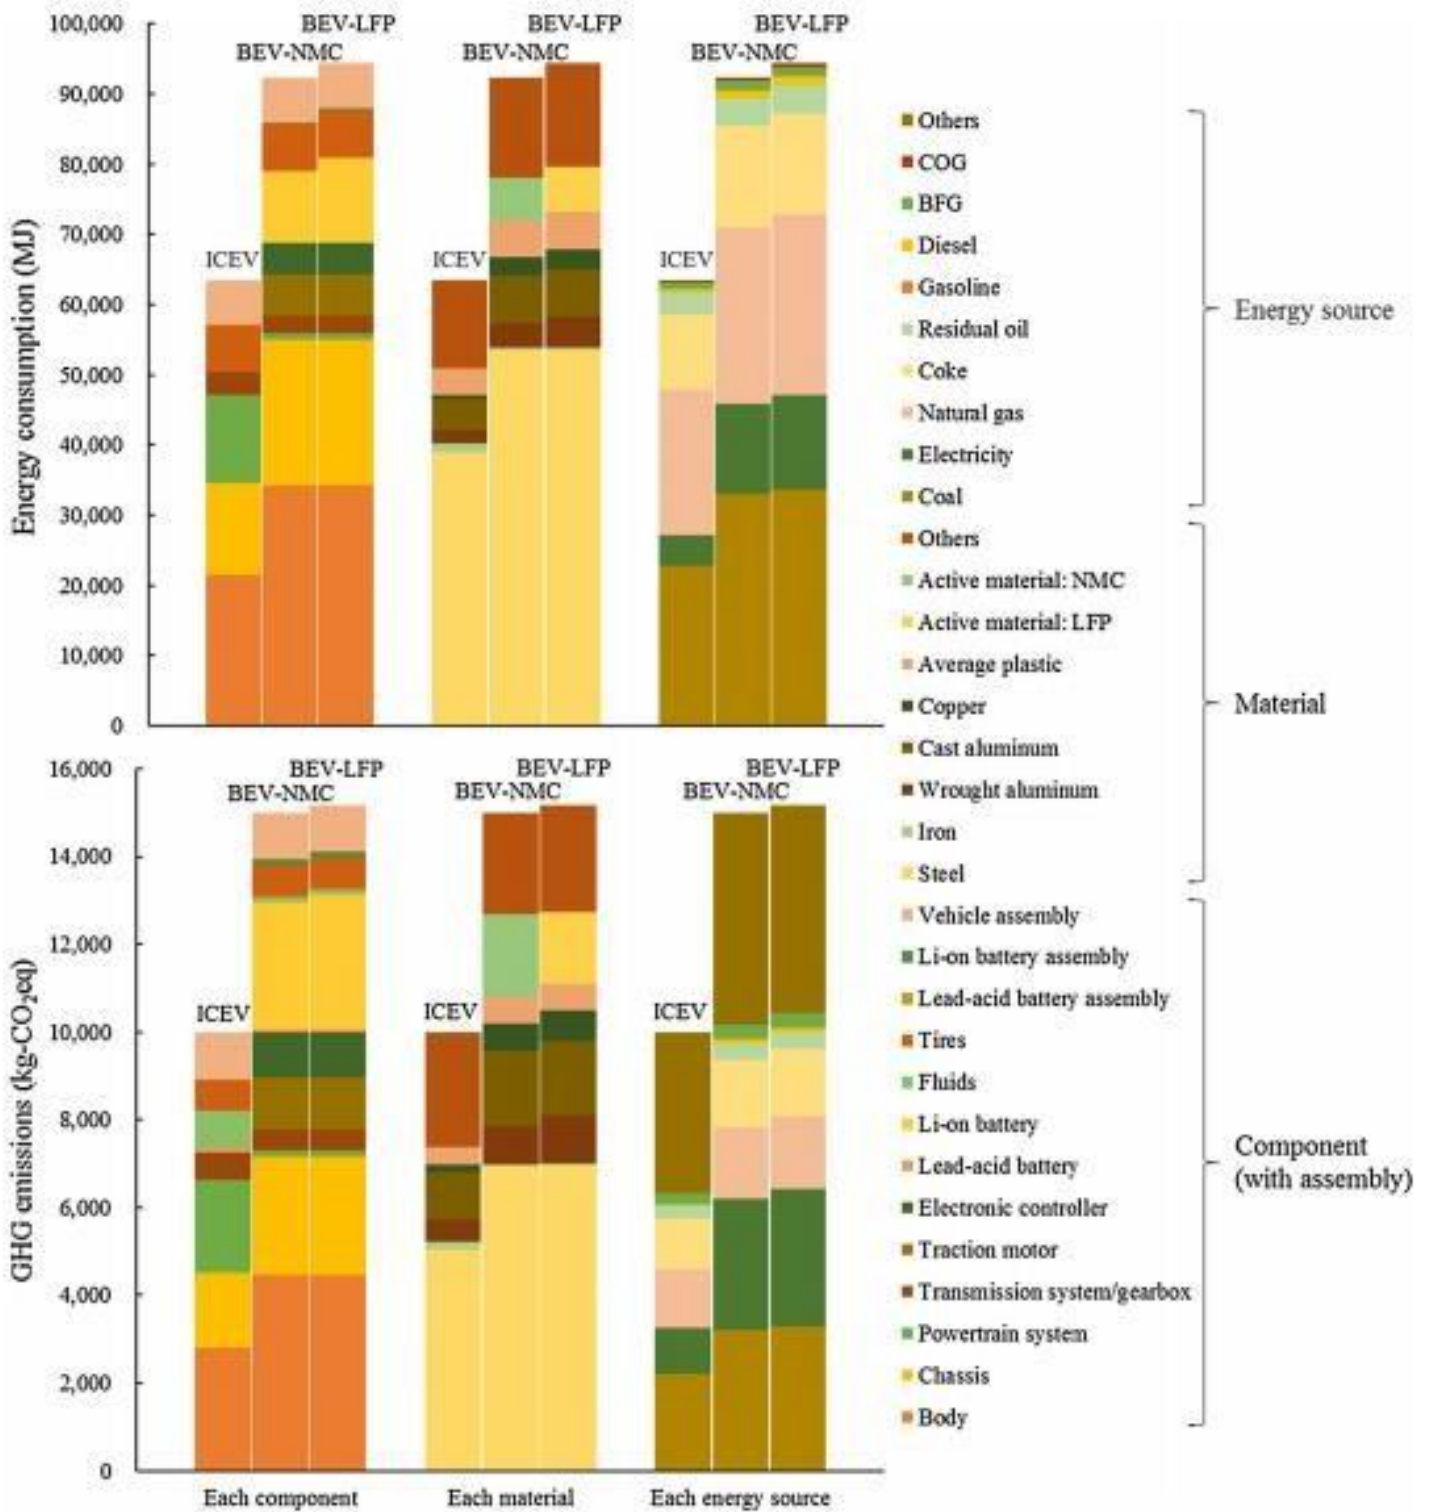 BEV-LFP
BEV-LFP
BEV-LFP
BEV-NMC
BEV-NMC
BEV-NMC
ICEV
ICEV
ICEV
Energy consumption (MJ)
100,000
90,000
80,000
70,000
60,000
50,000
40,000
30,000
20,000
10,000
0
BEV-LFP
BEV-LFP
BEV-LFP
BEV-NMC
BEV-NMC
BEV-NMC
ICEV
ICEV
ICEV
GHG emissions (kg-CO₂eq)
16,000
14,000
12,000
10,000
8,000
6,000
4,000
2,000
0
Each component
Each material
Each energy source
Others
COG
BFG
Diesel
Gasoline
Residual oil
Coke
Natural gas
Electricity
Coal
Energy source
Others
Active material: NMC
Active material: LFP
Average plastic
Copper
Cast aluminum
Wrought aluminum
Iron
Steel
Material
Vehicle assembly
Li-on battery assembly
Lead-acid battery assembly
Tires
Fluids
Li-on battery
Lead-acid battery
Electronic controller
Traction motor
Transmission system/gearbox
Powertrain system
Chassis
Body
Component
(with assembly)